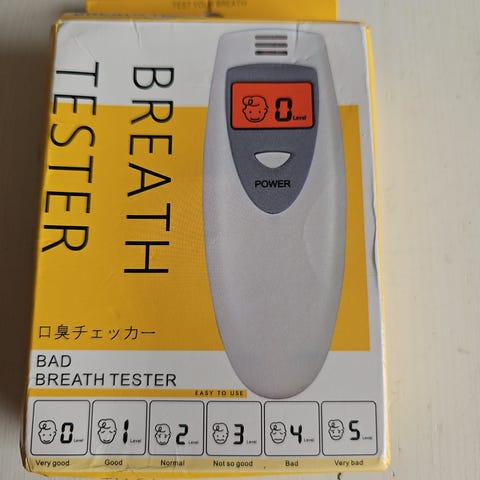 TEST YOUR BREATH
BREATH
TESTER
0 Level
POWER
口臭チェッカー
BAD
BREATH TESTER
EASY TO USE
0 Level
1 Level
2 Level
3 Level
4 Level
5 Level
Very good
Good
Normal
Not so good
Bad
Very bad